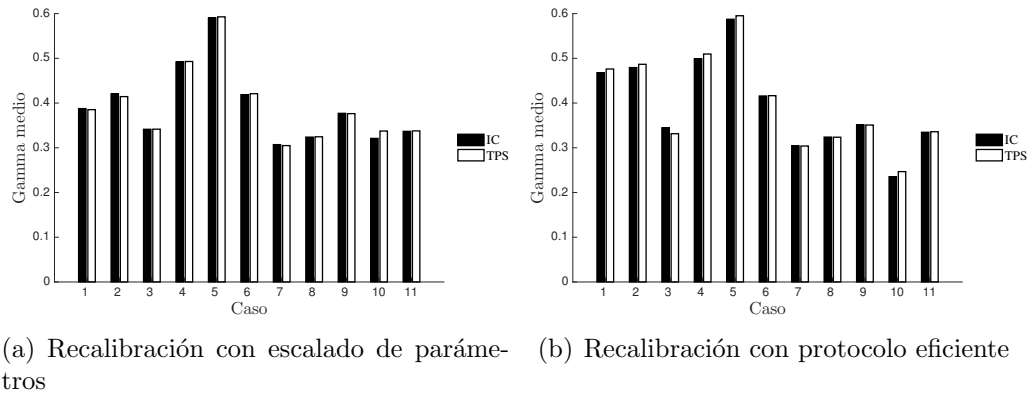 0.6
0.5
0.4
0.3
0.2
0.1
0
Gamma medio
1 2 3 4 5 6 7 8 9 10 11
Caso
IC
TPS
(a) Recalibración con escalado de paráme-
tros
0.6
0.5
0.4
0.3
0.2
0.1
0
Gamma medio
1 2 3 4 5 6 7 8 9 10 11
Caso
IC
TPS
(b) Recalibración con protocolo eficiente